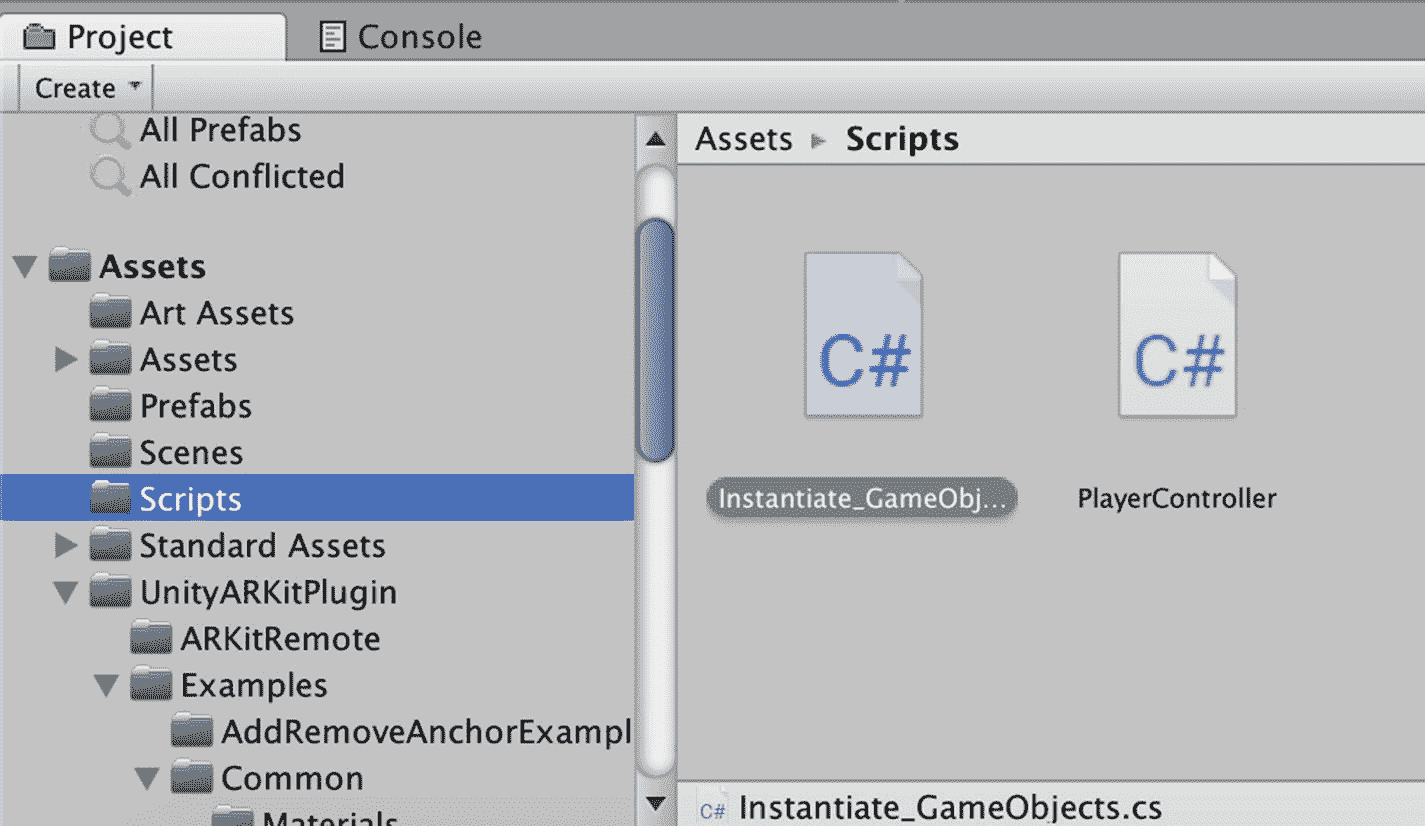 Project
Console
Create
All Prefabs
All Conflicted
Assets
Art Assets
Assets
Prefabs
Scenes
Scripts
Standard Assets
UnityARKitPlugin
ARKitRemote
Examples
AddRemoveAnchorExampl
Common
Materials
Assets ▸ Scripts
C#
C#
Instantiate_GameObj...
PlayerController
C# Instantiate_GameObjects.cs